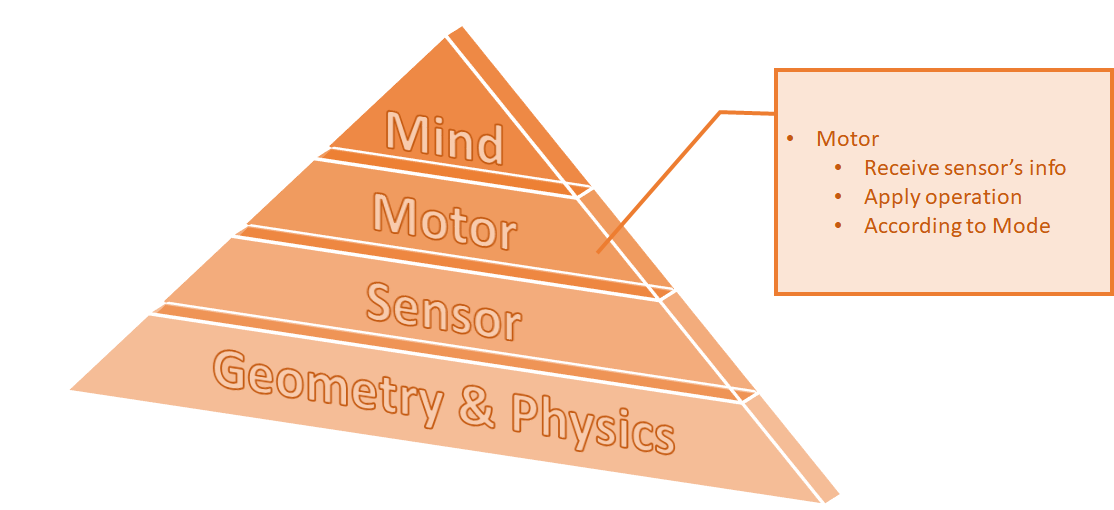 Mind
Motor
Sensor
Geometry & Physics
• Motor
• Receive sensor's info
• Apply operation
• According to Mode